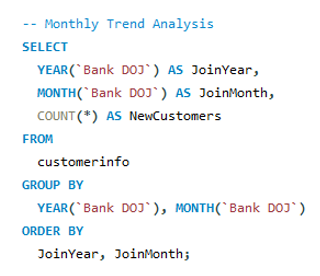 -- Monthly Trend Analysis
SELECT
YEAR(`Bank DOJ`) AS JoinYear,
MONTH(`Bank DOJ`) AS JoinMonth,
COUNT(*) AS NewCustomers
FROM
customerinfo
GROUP BY
YEAR(`Bank DOJ`), MONTH(`Bank DOJ`)
ORDER BY
JoinYear, JoinMonth;